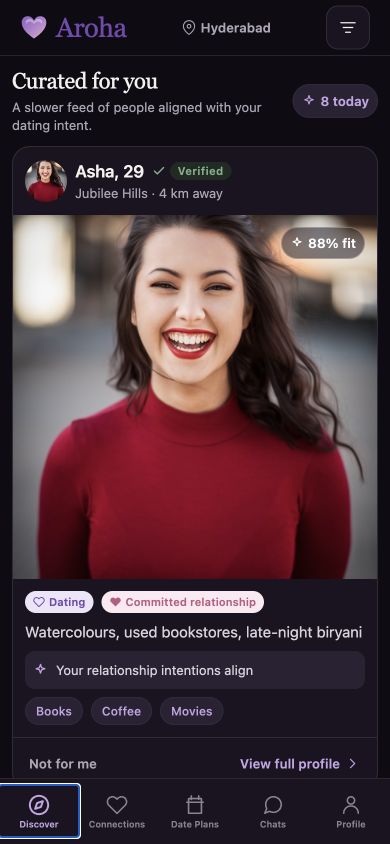 Aroha
Hyderabad
Curated for you
A slower feed of people aligned with your
dating intent.
8 today
Asha, 29
Verified
Jubilee Hills · 4 km away
88% fit
Dating
Committed relationship
Watercolours, used bookstores, late-night biryani
Your relationship intentions align
Books
Coffee
Movies
Not for me
View full profile
Discover
Connections
Date Plans
Chats
Profile